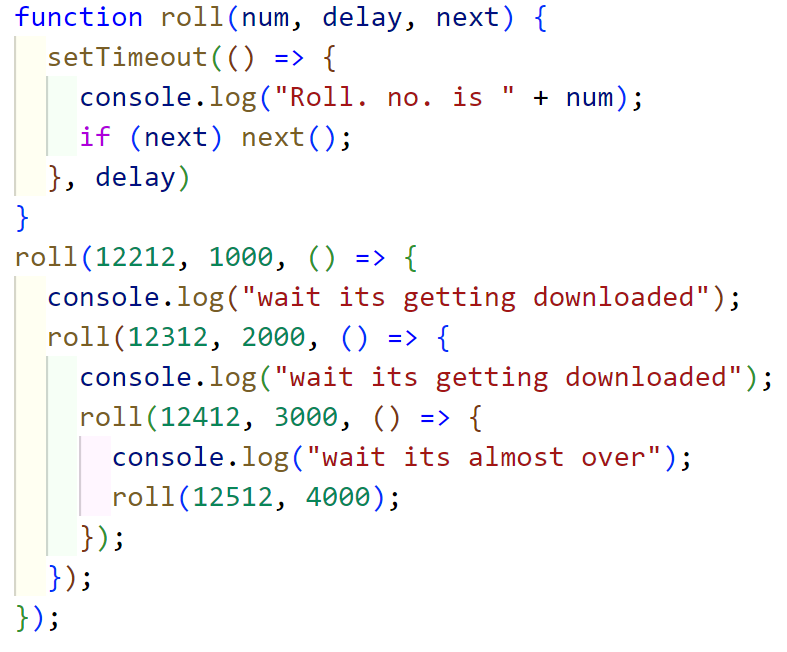 function roll(num, delay, next) {
  setTimeout(() => {
    console.log("Roll. no. is " + num);
    if (next) next();
  }, delay)
}
roll(12212, 1000, () => {
  console.log("wait its getting downloaded");
  roll(12312, 2000, () => {
    console.log("wait its getting downloaded");
    roll(12412, 3000, () => {
      console.log("wait its almost over");
      roll(12512, 4000);
    });
  });
});